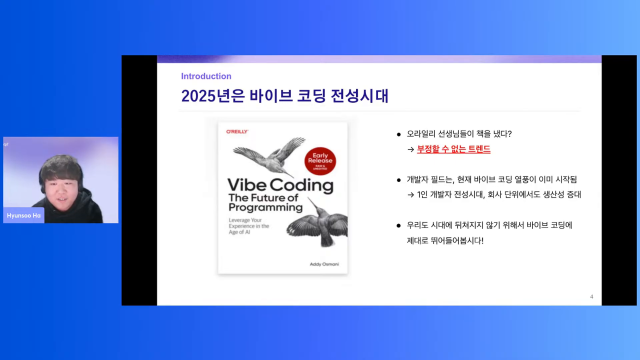 Introduction
2025년은 바이브 코딩 전성시대
O'REILLY
Early
Release
Vibe Coding
The Future of
Programming
Leverage Your
Experience in the
Age of AI
Addy Osmani
● 오라일리 선생님들이 책을 냈다?
→ 부정할 수 없는 트렌드
● 개발자 필드는, 현재 바이브 코딩 열풍이 이미 시작됨
→ 1인 개발자 전성시대, 회사 단위에서도 생산성 증대
● 우리도 시대에 뒤쳐지지 않기 위해서 바이브 코딩에
제대로 뛰어들어봅시다!
Hyunsoo Ho
4